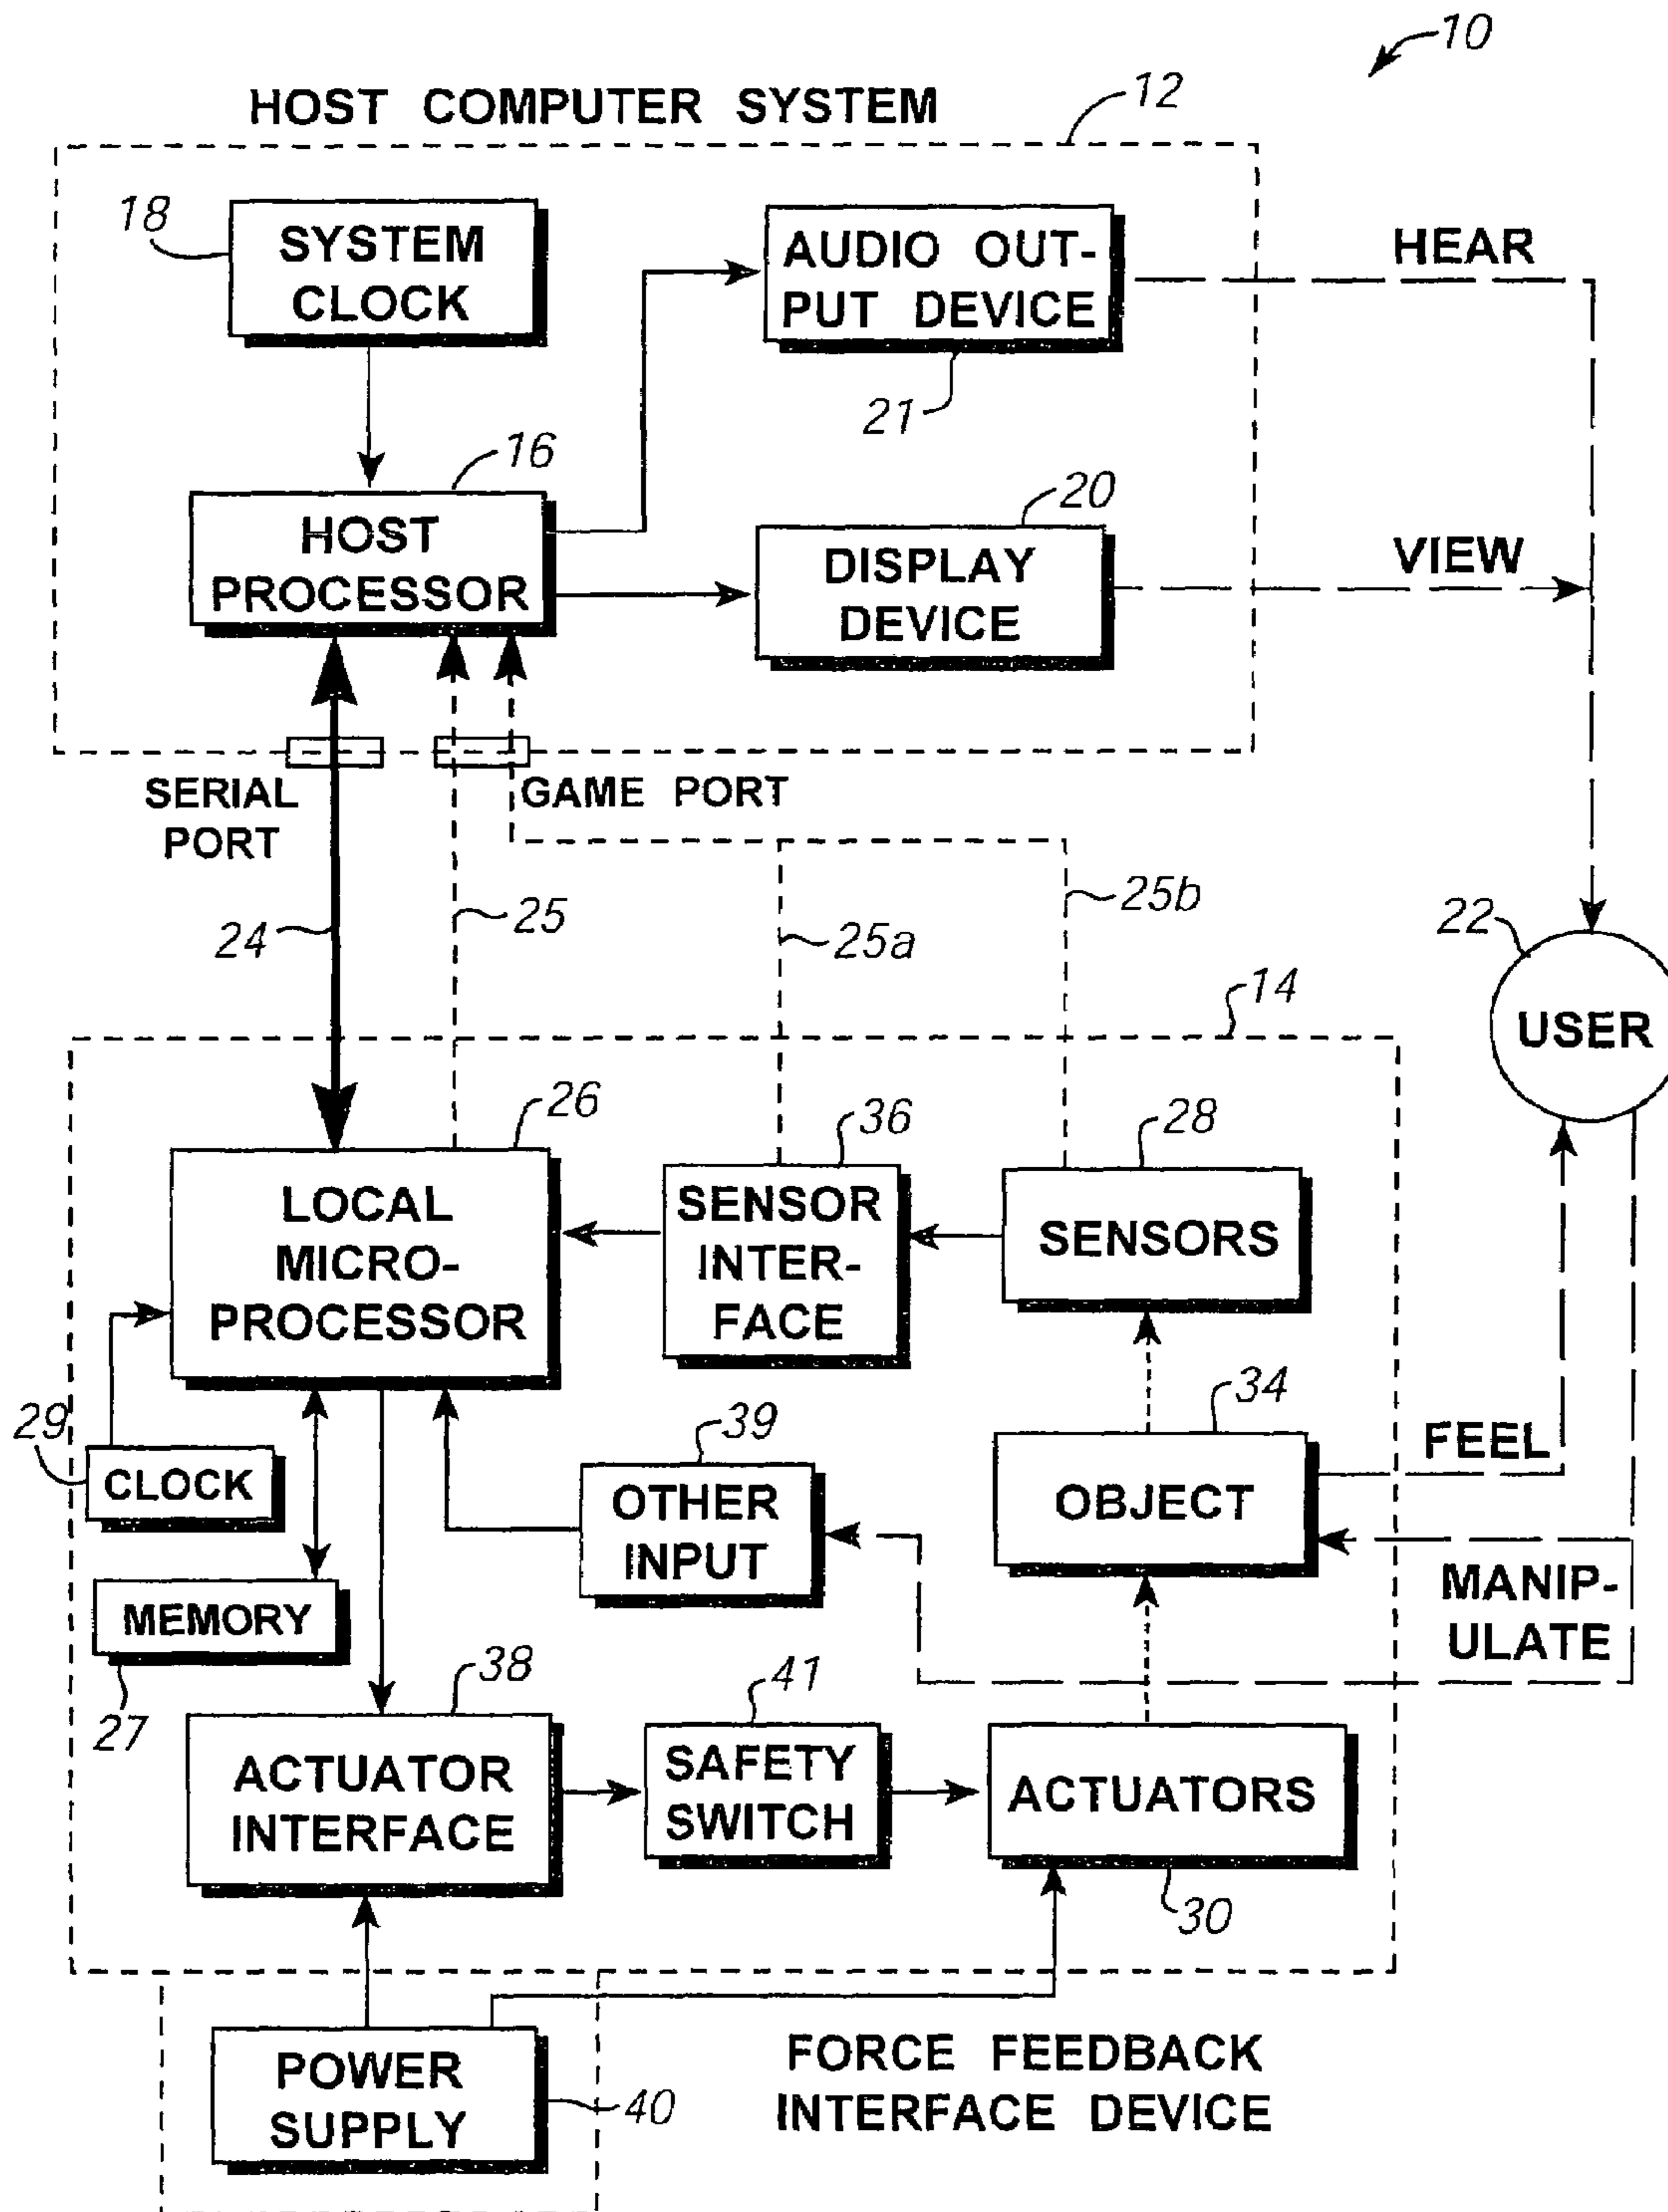 10
HOST COMPUTER SYSTEM
12
18
SYSTEM
CLOCK
AUDIO OUT-
PUT DEVICE
21
HEAR
16
HOST
PROCESSOR
20
DISPLAY
DEVICE
VIEW
SERIAL
PORT
GAME PORT
24
25
25a
25b
22
USER
14
26
LOCAL
MICRO-
PROCESSOR
36
SENSOR
INTER-
FACE
28
SENSORS
29
CLOCK
39
OTHER
INPUT
34
OBJECT
FEEL
MANIP-
ULATE
MEMORY
27
38
ACTUATOR
INTERFACE
41
SAFETY
SWITCH
ACTUATORS
30
POWER
SUPPLY
40
FORCE FEEDBACK
INTERFACE DEVICE